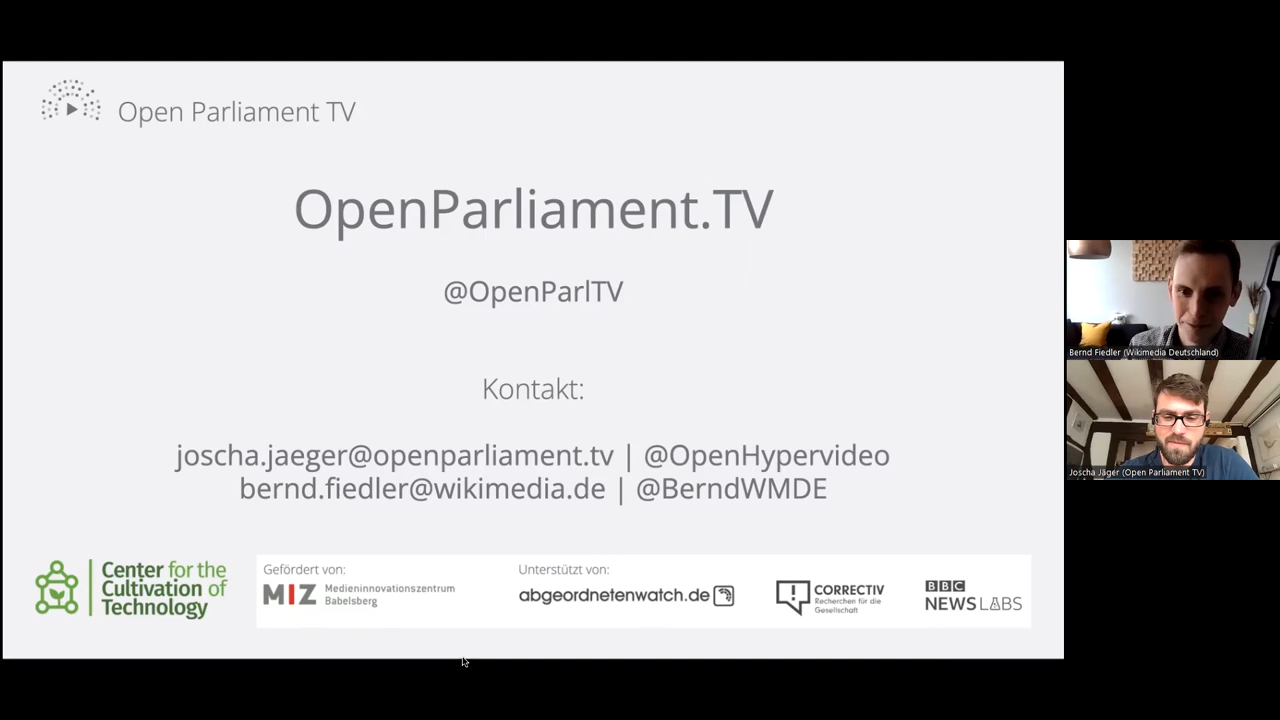 Open Parliament TV
OpenParliament.TV
@OpenParlTV
Kontakt:
joscha.jaeger@openparliament.tv | @OpenHypervideo
bernd.fiedler@wikimedia.de | @BerndWMDE
Center for the
Cultivation of
Technology
Gefördert von:
MIZ
Medieninnovationszentrum
Babelsberg
Unterstützt von:
abgeordnetenwatch.de
CORRECTIV
Recherchen für die
Gesellschaft
BBC
NEWS LABS
Bernd Fiedler (Wikimedia Deutschland)
Joscha Jäger (Open Parliament TV)